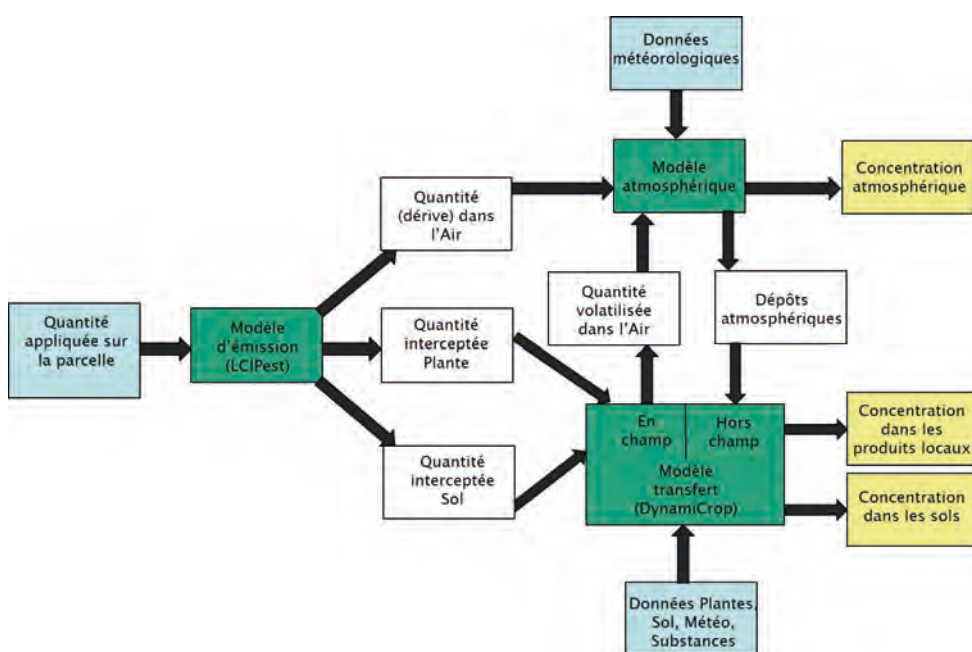 Données
météorologiques
Modèle
atmosphérique
Concentration
atmosphérique
Quantité
(dérive) dans
l'Air
Quantité
volatilisée
dans l'Air
Dépôts
atmosphériques
Quantité
appliquée sur
la parcelle
Modèle
d'émission
(LCIPest)
Quantité
interceptée
Plante
Quantité
interceptée
Sol
En
champ
Hors
champ
Modèle
transfert
(DynamiCrop)
Concentration
dans les
produits locaux
Concentration
dans les sols
Données Plantes,
Sol, Météo,
Substances